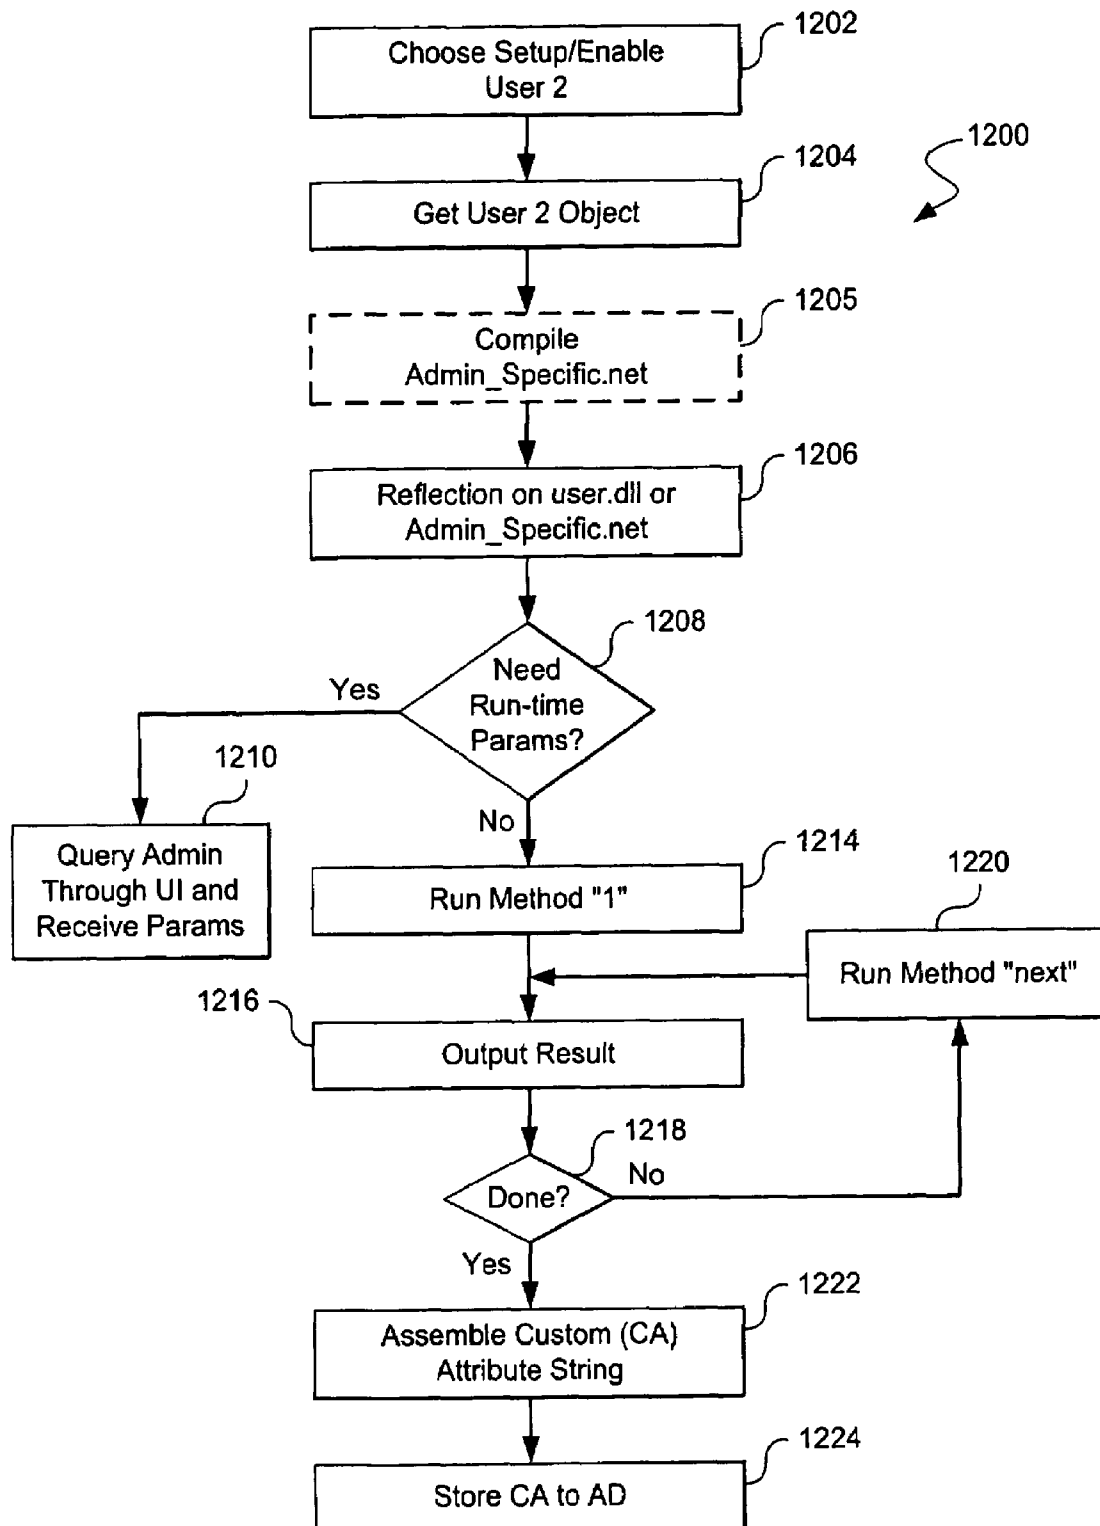 Choose Setup/Enable
User 2
1202
1200
Get User 2 Object
1204
Compile
Admin_Specific.net
1205
Reflection on user.dll or
Admin_Specific.net
1206
Need
Run-time
Params?
1208
Yes
No
1210
Query Admin
Through UI and
Receive Params
Run Method "1"
1214
1220
Run Method "next"
1216
Output Result
1218
Done?
No
Yes
Assemble Custom (CA)
Attribute String
1222
Store CA to AD
1224